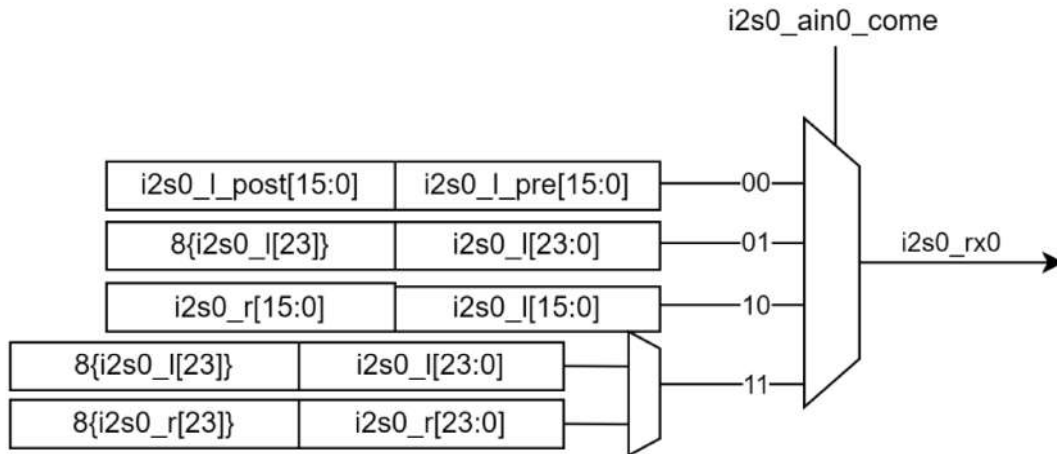 i2s0_ain0_come
i2s0_l_post[15:0] i2s0_l_pre[15:0] 00
8{i2s0_l[23]} i2s0_l[23:0] 01
i2s0_rx0
i2s0_r[15:0] i2s0_l[15:0] 10
8{i2s0_l[23]} i2s0_l[23:0]
11
8{i2s0_r[23]} i2s0_r[23:0]